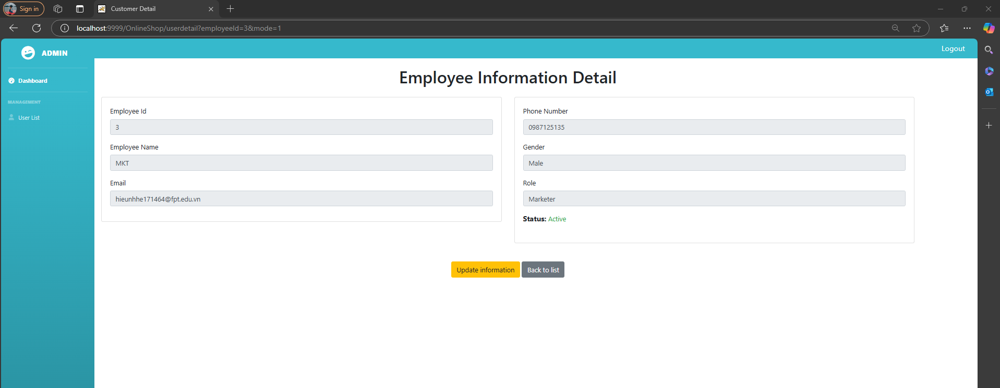 Sign in
Customer Detail
localhost:9999/OnlineShop/userdetail?employeeId=3&mode=1
ADMIN
Logout
Dashboard
MANAGEMENT
User List
Employee Information Detail
Employee Id
3
Employee Name
MKT
Email
hieunhhe171464@fpt.edu.vn
Phone Number
0987125135
Gender
Male
Role
Marketer
Status: Active
Update information
Back to list